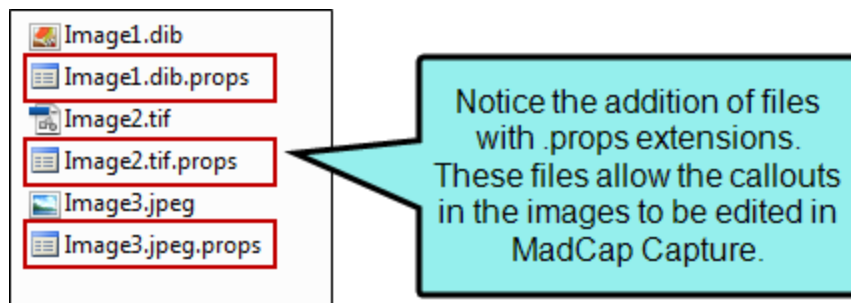 Image1.dib
Image1.dib.props
Image2.tif
Image2.tif.props
Image3.jpeg
Image3.jpeg.props
Notice the addition of files
with .props extensions.
These files allow the callouts
in the images to be edited in
MadCap Capture.